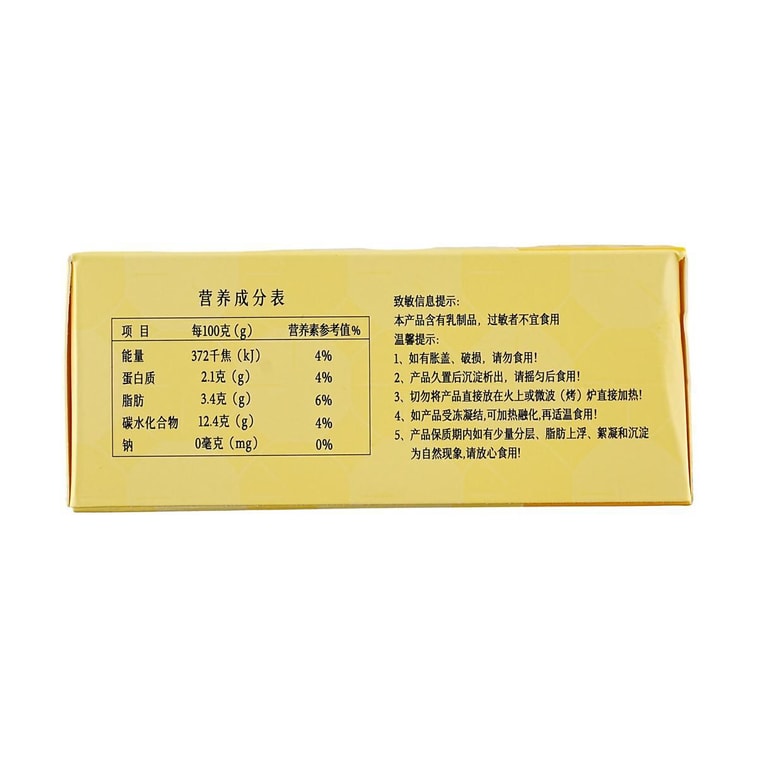 营养成分表
项目 每100克（g） 营养素参考值%
能量 372千焦（kJ） 4%
蛋白质 2.1克（g） 4%
脂肪 3.4克（g） 6%
碳水化合物 12.4克（g） 4%
钠 0毫克（mg） 0%
致敏信息提示:
本产品含有乳制品，过敏者不宜食用
温馨提示:
1、如有胀盖、破损，请勿食用!
2、产品久置后沉淀析出，请摇匀后食用!
3、切勿将产品直接放在火上或微波（烤）炉直接加热!
4、如产品受冻凝结,可加热融化,再适温食用!
5、产品保质期内如有少量分层、脂肪上浮、絮凝和沉淀
为自然现象,请放心食用!